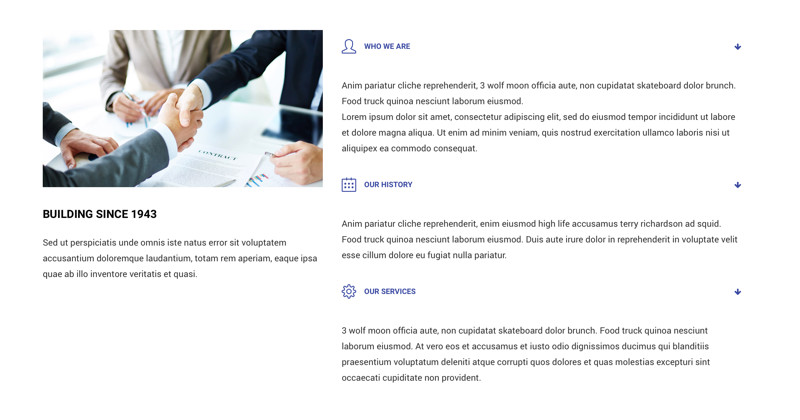 CONTRACT
BUILDING SINCE 1943
Sed ut perspiciatis unde omnis iste natus error sit voluptatem
accusantium doloremque laudantium, totam rem aperiam, eaque ipsa
quae ab illo inventore veritatis et quasi.
WHO WE ARE
Anim pariatur cliche reprehenderit, 3 wolf moon officia aute, non cupidatat skateboard dolor brunch.
Food truck quinoa nesciunt laborum eiusmod.
Lorem ipsum dolor sit amet, consectetur adipiscing elit, sed do eiusmod tempor incididunt ut labore
et dolore magna aliqua. Ut enim ad minim veniam, quis nostrud exercitation ullamco laboris nisi ut
aliquipex ea commodo consequat.
OUR HISTORY
Anim pariatur cliche reprehenderit, enim eiusmod high life accusamus terry richardson ad squid.
Food truck quinoa nesciunt laborum eiusmod. Duis aute irure dolor in reprehenderit in voluptate velit
esse cillum dolore eu fugiat nulla pariatur.
OUR SERVICES
3 wolf moon officia aute, non cupidatat skateboard dolor brunch. Food truck quinoa nesciunt
laborum eiusmod. At vero eos et accusamus et iusto odio dignissimos ducimus qui blanditiis
praesentium voluptatum deleniti atque corrupti quos dolores et quas molestias excepturi sint
occaecati cupiditate non provident.